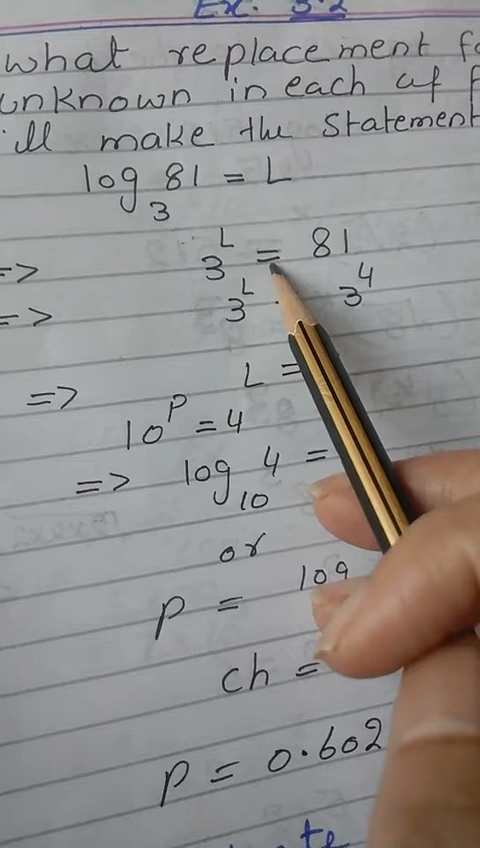 Ex. 3.2
what replacement
unknown in each of
make the statement
log₃ 81 = L
=> 3^L = 81
=> 3^L 3^4
=> L =
10^P = 4
=> log₁₀ 4 =
or
P = log
ch =
P = 0.602